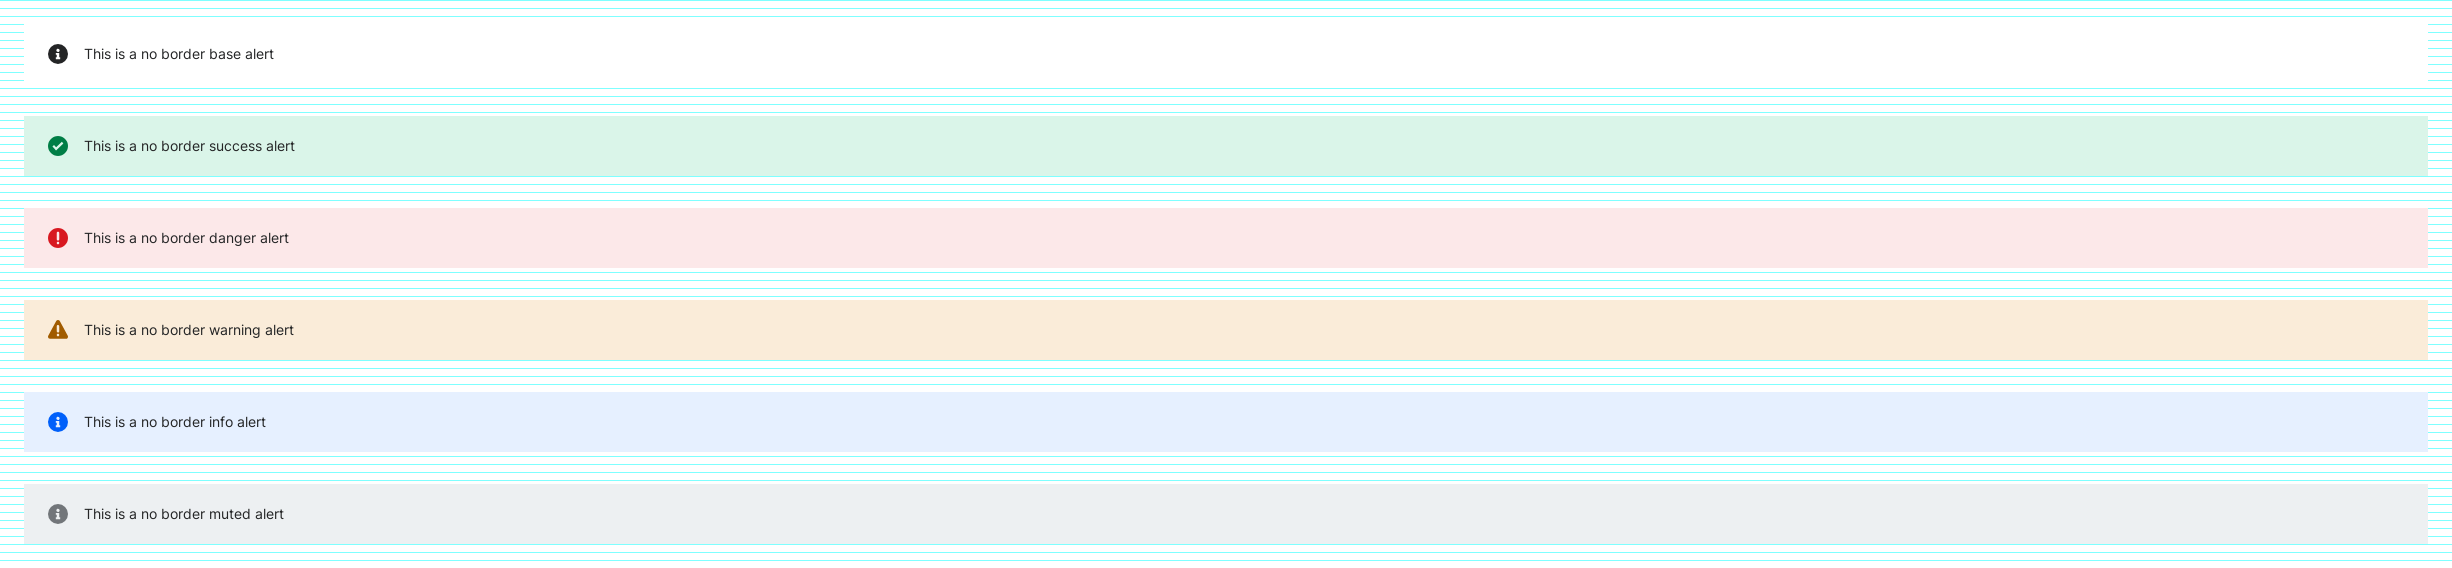 This is a no border base alert
This is a no border success alert
This is a no border danger alert
This is a no border warning alert
This is a no border info alert
This is a no border muted alert